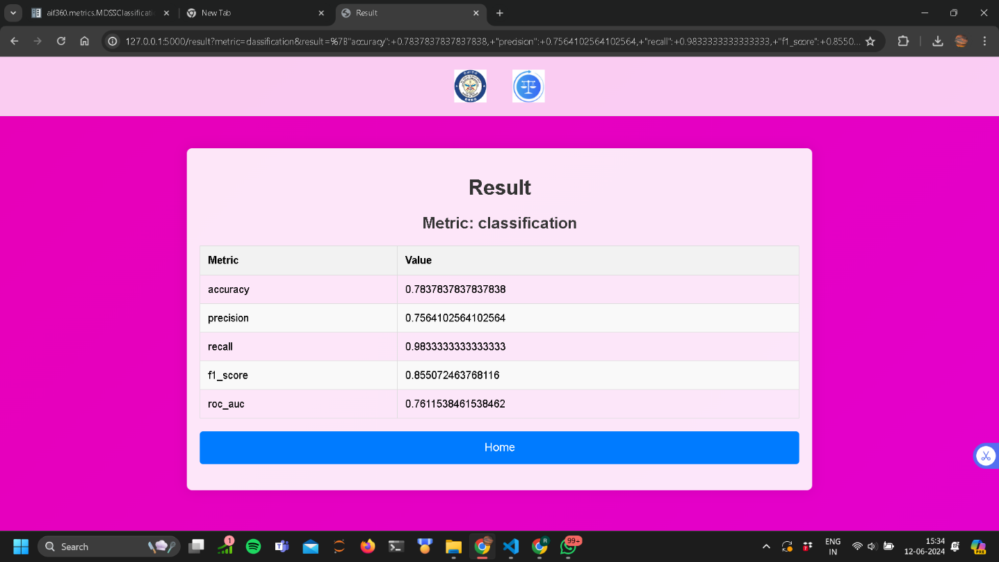 aif360.metrics.MDSSClassificati
New Tab
Result
127.0.0.1:5000/result?metric=classification&result=%7B"accuracy":+0.7837837837837838,+"precision":+0.7564102564102564,+"recall":+0.9833333333333333,+"f1_score":+0.8550...
DRDO
Result
Metric: classification
Metric Value
accuracy 0.7837837837837838
precision 0.7564102564102564
recall 0.9833333333333333
f1_score 0.855072463768116
roc_auc 0.7611538461538462
Home
Search
1
R
99+
7
ENG
IN
15:34
12-06-2024
PRE